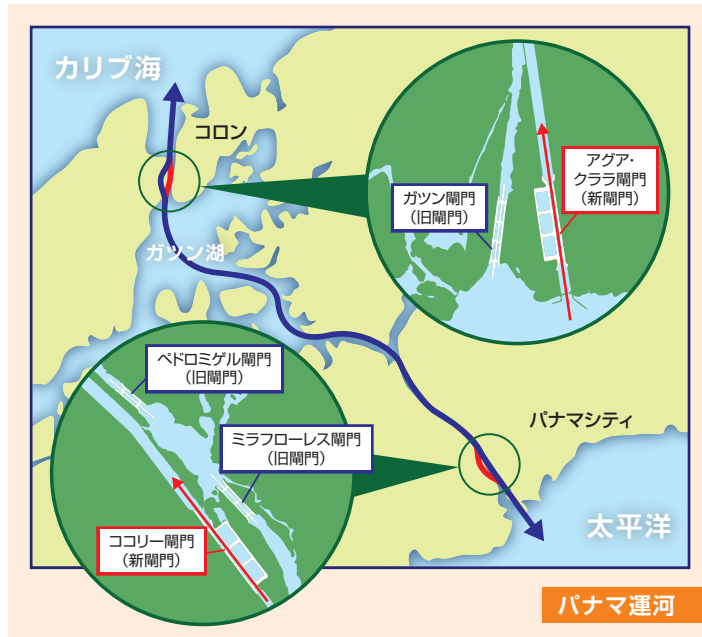 カリブ海
コロン
アグア・
クララ閘門
(新閘門)
ガツン閘門
(旧閘門)
ガツン湖
ペドロミゲル閘門
(旧閘門)
ミラフローレス閘門
(旧閘門)
パナマシティ
ココリー閘門
(新閘門)
太平洋
パナマ運河